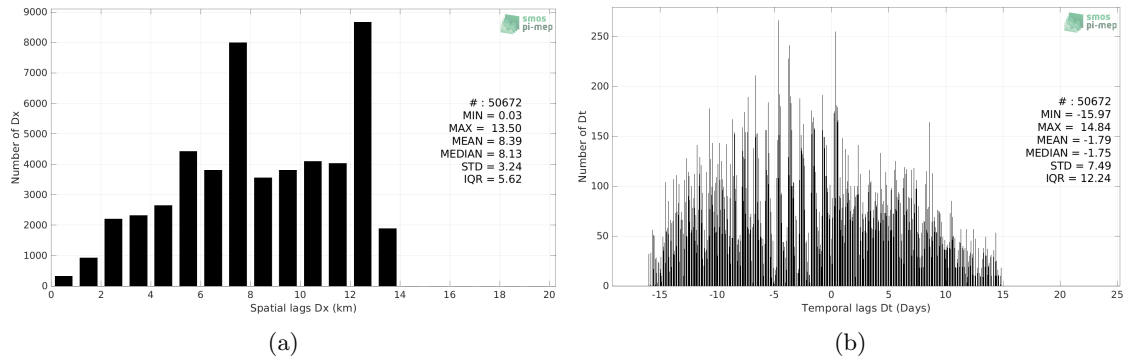 9000
8000
7000
6000
5000
4000
3000
2000
1000
0
Number of Dx
smos
pi-mep
# : 50672
MIN = 0.03
MAX = 13.50
MEAN = 8.39
MEDIAN = 8.13
STD = 3.24
IQR = 5.62
0 2 4 6 8 10 12 14 16 18 20
Spatial lags Dx (km)
(a)
250
200
150
100
50
0
Number of Dt
smos
pi-mep
# : 50672
MIN = -15.97
MAX = 14.84
MEAN = -1.79
MEDIAN = -1.75
STD = 7.49
IQR = 12.24
-15 -10 -5 0 5 10 15 20 25
Temporal lags Dt (Days)
(b)